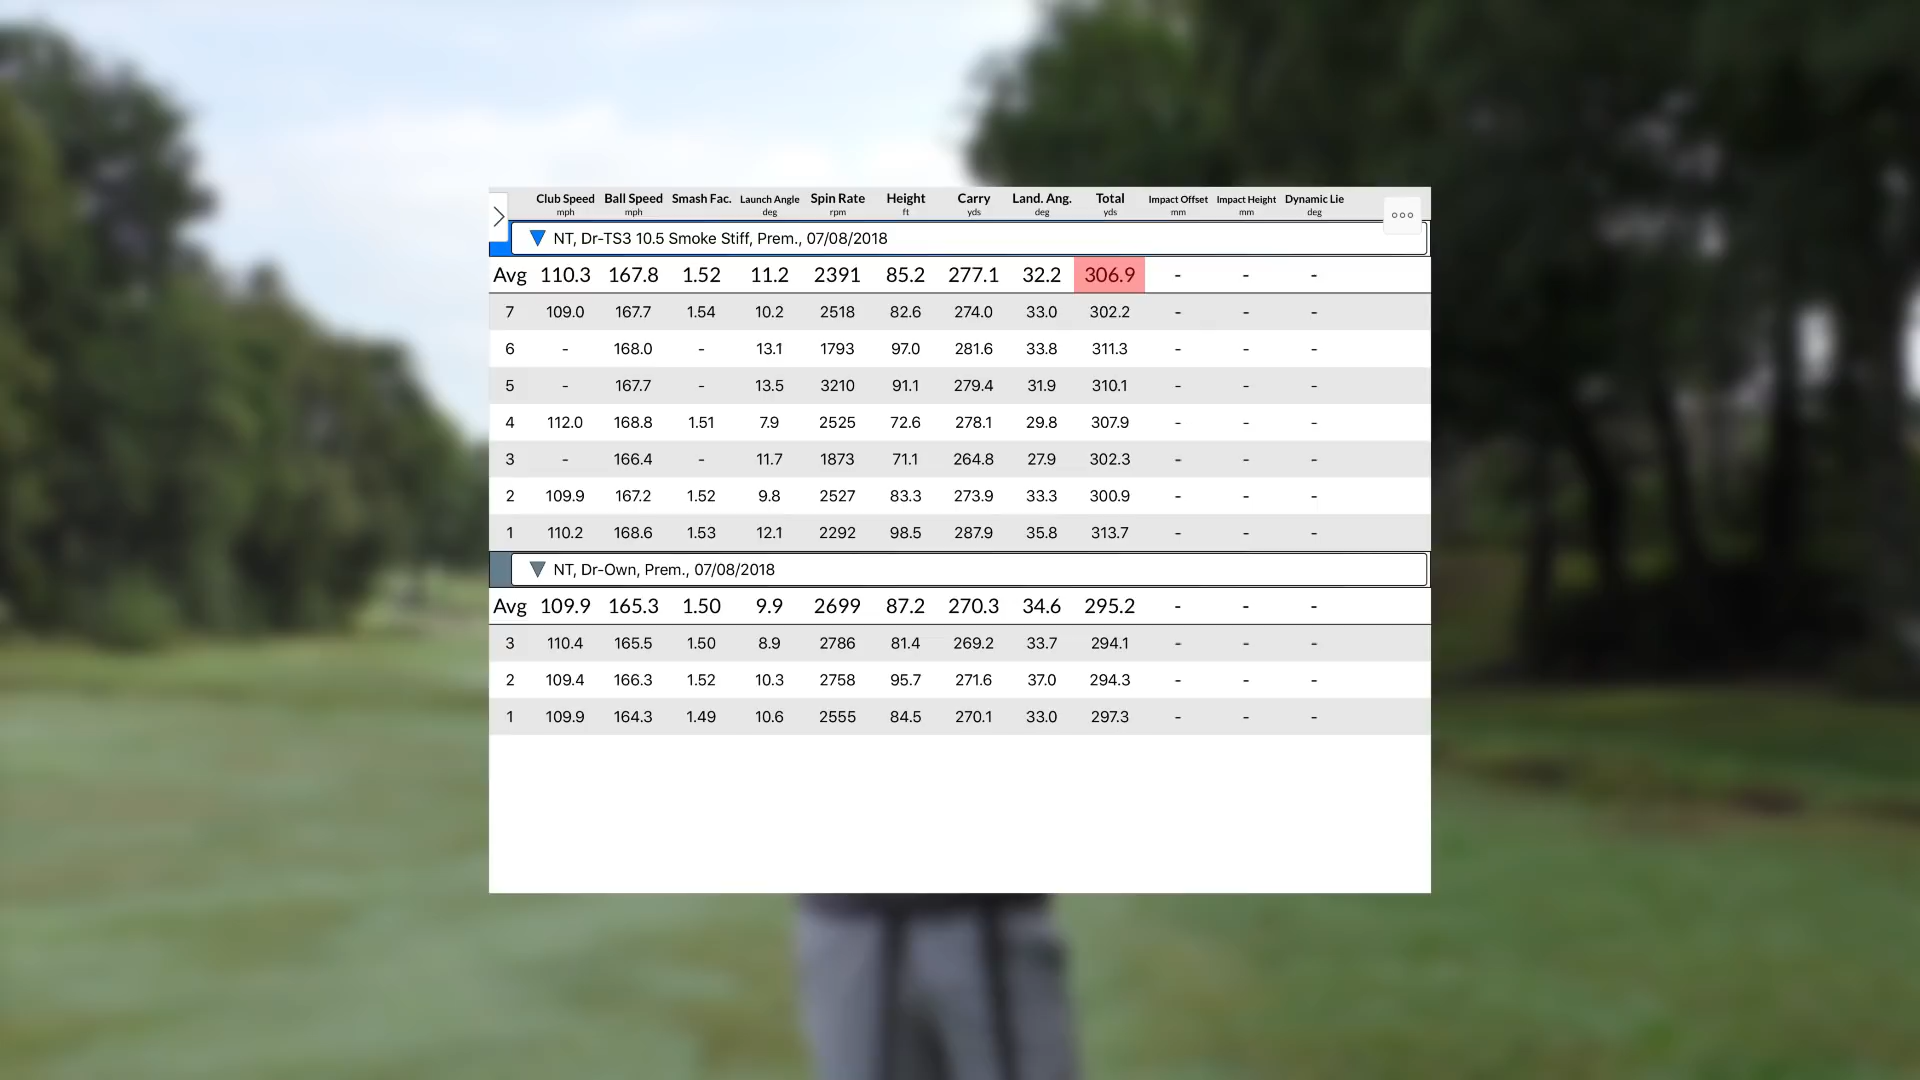 Club Speed Ball Speed Smash Fac. Launch Angle Spin Rate Height Carry Land. Ang. Total Impact Offset Impact Height Dynamic Lie
mph mph deg rpm ft yds deg yds mm mm deg
NT, Dr-TS3 10.5 Smoke Stiff, Prem., 07/08/2018
Avg 110.3 167.8 1.52 11.2 2391 85.2 277.1 32.2 306.9 - - -
7 109.0 167.7 1.54 10.2 2518 82.6 274.0 33.0 302.2 - - -
6 - 168.0 - 13.1 1793 97.0 281.6 33.8 311.3 - - -
5 - 167.7 - 13.5 3210 91.1 279.4 31.9 310.1 - - -
4 112.0 168.8 1.51 7.9 2525 72.6 278.1 29.8 307.9 - - -
3 - 166.4 - 11.7 1873 71.1 264.8 27.9 302.3 - - -
2 109.9 167.2 1.52 9.8 2527 83.3 273.9 33.3 300.9 - - -
1 110.2 168.6 1.53 12.1 2292 98.5 287.9 35.8 313.7 - - -
NT, Dr-Own, Prem., 07/08/2018
Avg 109.9 165.3 1.50 9.9 2699 87.2 270.3 34.6 295.2 - - -
3 110.4 165.5 1.50 8.9 2786 81.4 269.2 33.7 294.1 - - -
2 109.4 166.3 1.52 10.3 2758 95.7 271.6 37.0 294.3 - - -
1 109.9 164.3 1.49 10.6 2555 84.5 270.1 33.0 297.3 - - -